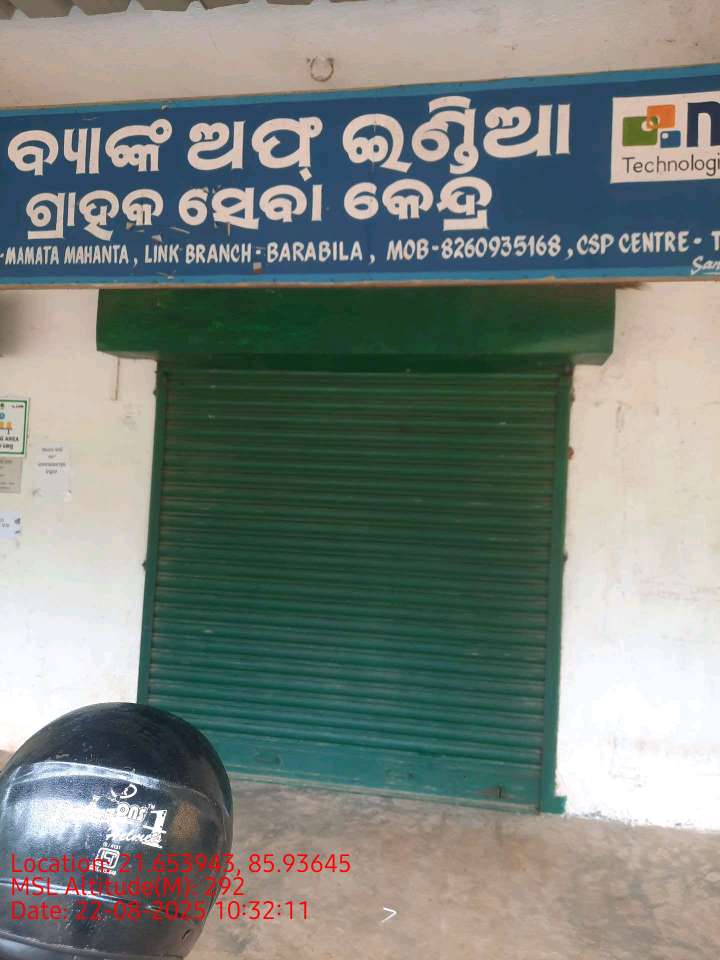 ବ୍ୟାଙ୍କ ଅଫ୍ ଇଣ୍ଡିଆ
ଗ୍ରାହକ ସେବା କେନ୍ଦ୍ର
Technologi
-MAMATA MAHANTA, LINK BRANCH- BARABILA, MOB-8260935168, CSP CENTRE- T
AREA
Location: 21.653943, 85.93645
MSL Altitude(M): 292
Date: 22-08-2025 10:32:11